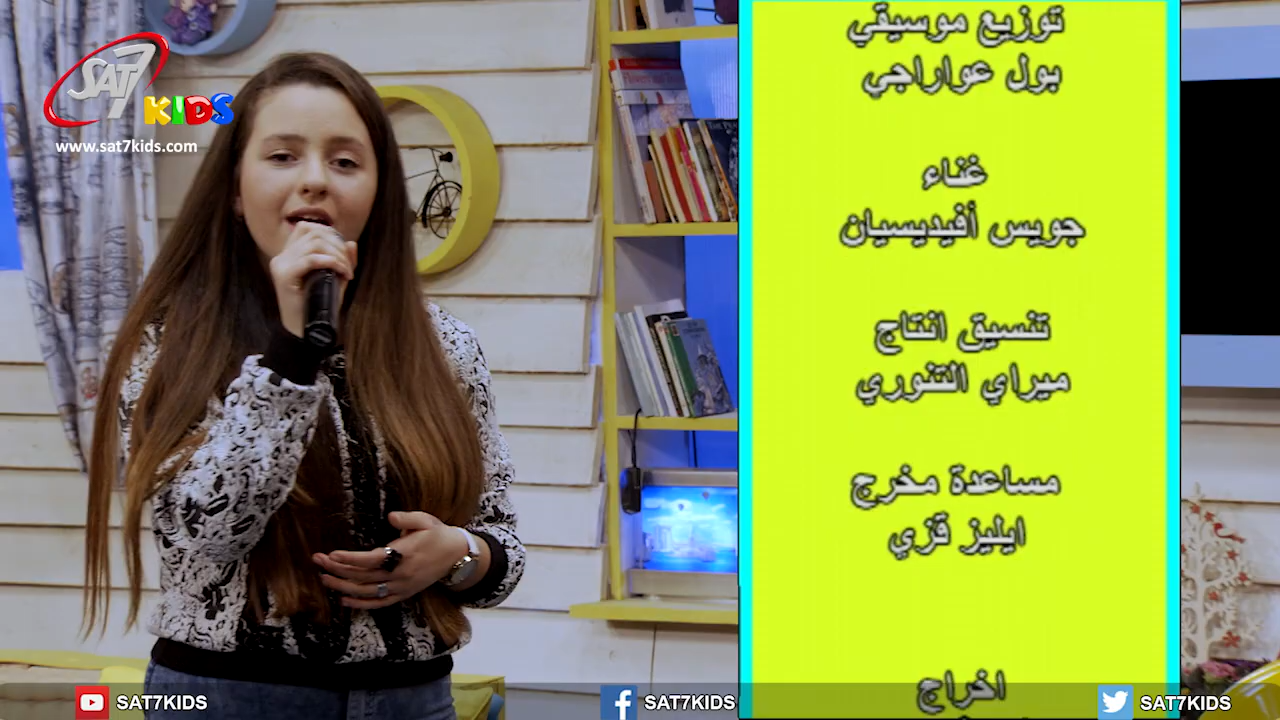 SAT7
KIDS
www.sat7kids.com
توزيع موسيقي
بول عواراجي
غناء
جويس أفيديسيان
تنسيق انتاج
ميراي التنوري
مساعدة مخرج
ايليز قزي
اخراج
SAT7KIDS
SAT7KIDS
SAT7KIDS